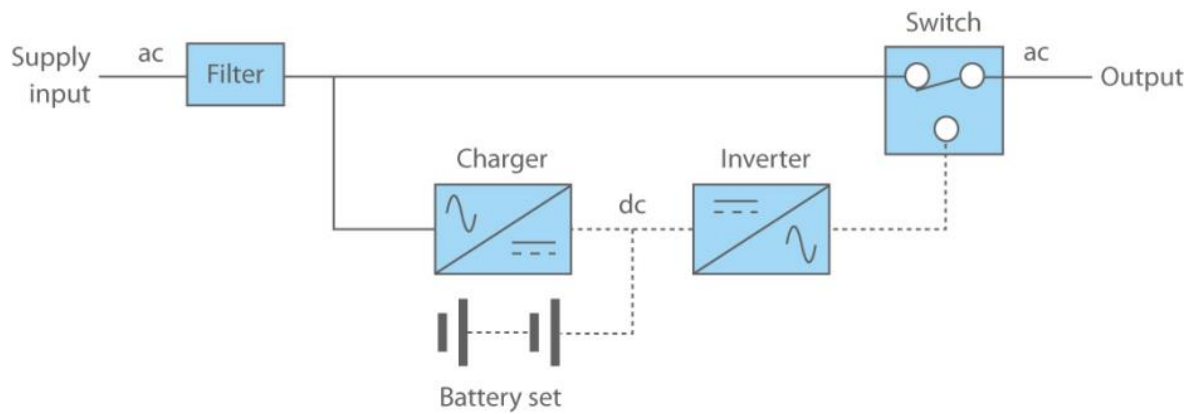 Switch
Supply
input
ac
Filter
ac
Output
Charger
Inverter
dc
Battery set